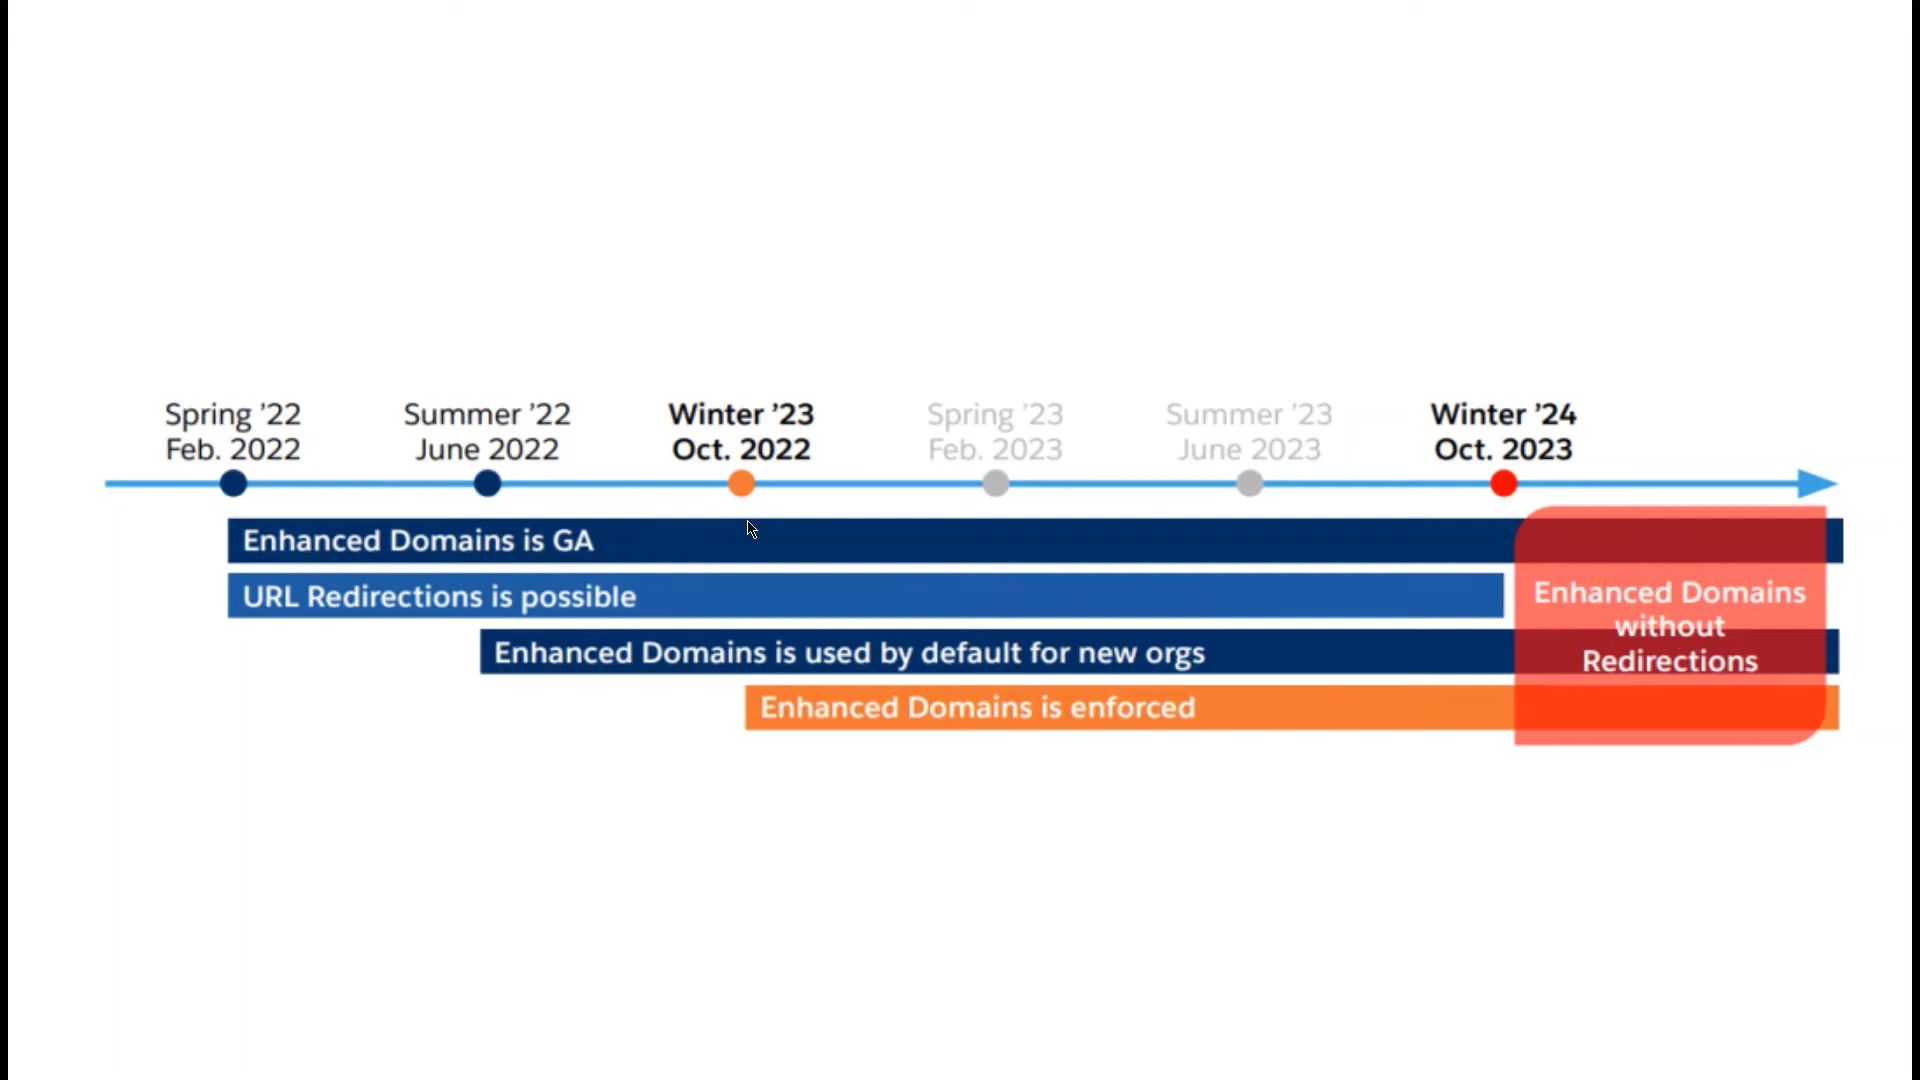 Spring ’22
Feb. 2022
Summer ’22
June 2022
Winter ’23
Oct. 2022
Spring ’23
Feb. 2023
Summer ’23
June 2023
Winter ’24
Oct. 2023
Enhanced Domains is GA
URL Redirections is possible
Enhanced Domains is used by default for new orgs
Enhanced Domains is enforced
Enhanced Domains
without
Redirections